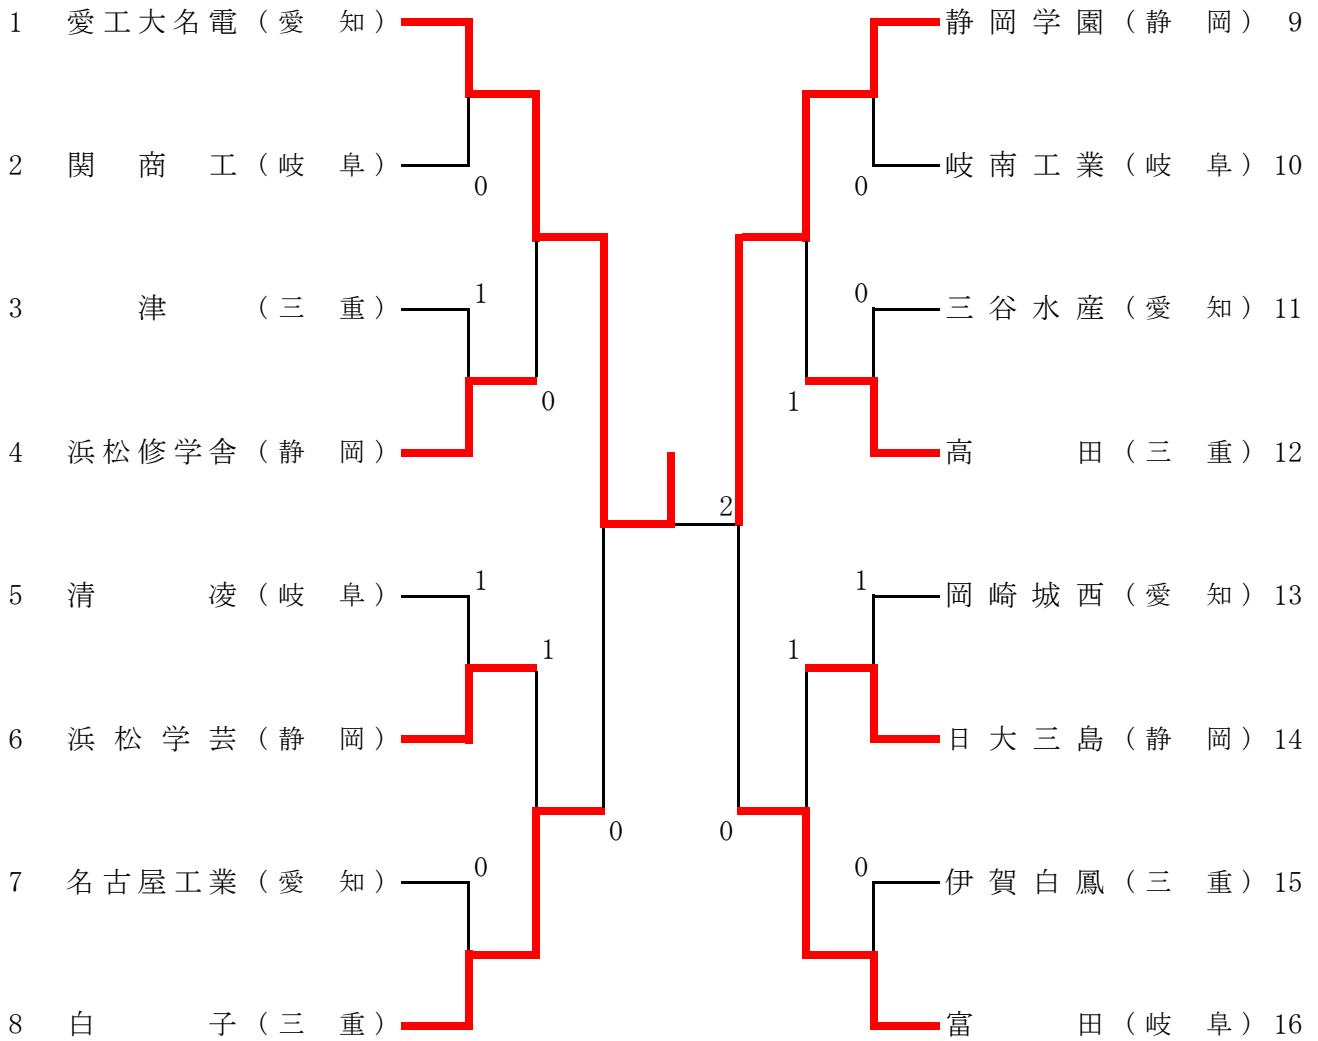 1 愛工大名電（愛 知） 静岡学園（静 岡） 9
2 関商工（岐 阜） 岐南工業（岐 阜） 10
0 0
1 0
3 津（三 重） 三谷水産（愛 知） 11
0 1
4 浜松修学舎（静 岡） 高田（三 重） 12
2
1 1
5 清凌（岐 阜） 岡崎城西（愛 知） 13
1 1
6 浜松学芸（静 岡） 日大三島（静 岡） 14
0 0
0 0
7 名古屋工業（愛 知） 伊賀白鳳（三 重） 15
8 白子（三 重） 富田（岐 阜） 16